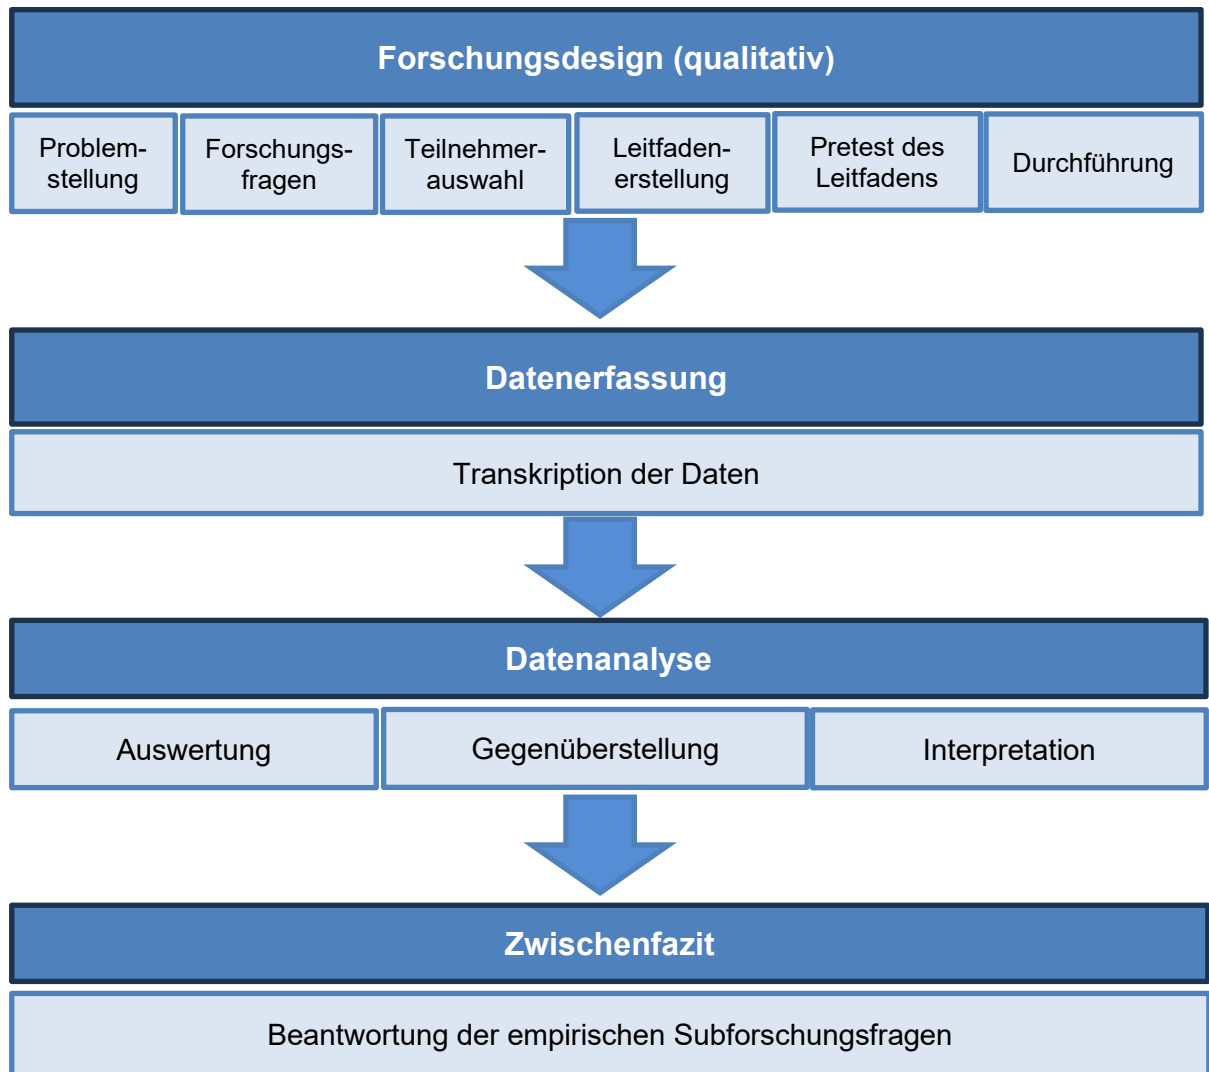 Forschungsdesign (qualitativ)
Problem-
stellung
Forschungs-
fragen
Teilnehmer-
auswahl
Leitfaden-
erstellung
Pretest des
Leitfadens
Durchführung
Datenerfassung
Transkription der Daten
Datenanalyse
Auswertung
Gegenüberstellung
Interpretation
Zwischenfazit
Beantwortung der empirischen Subforschungsfragen